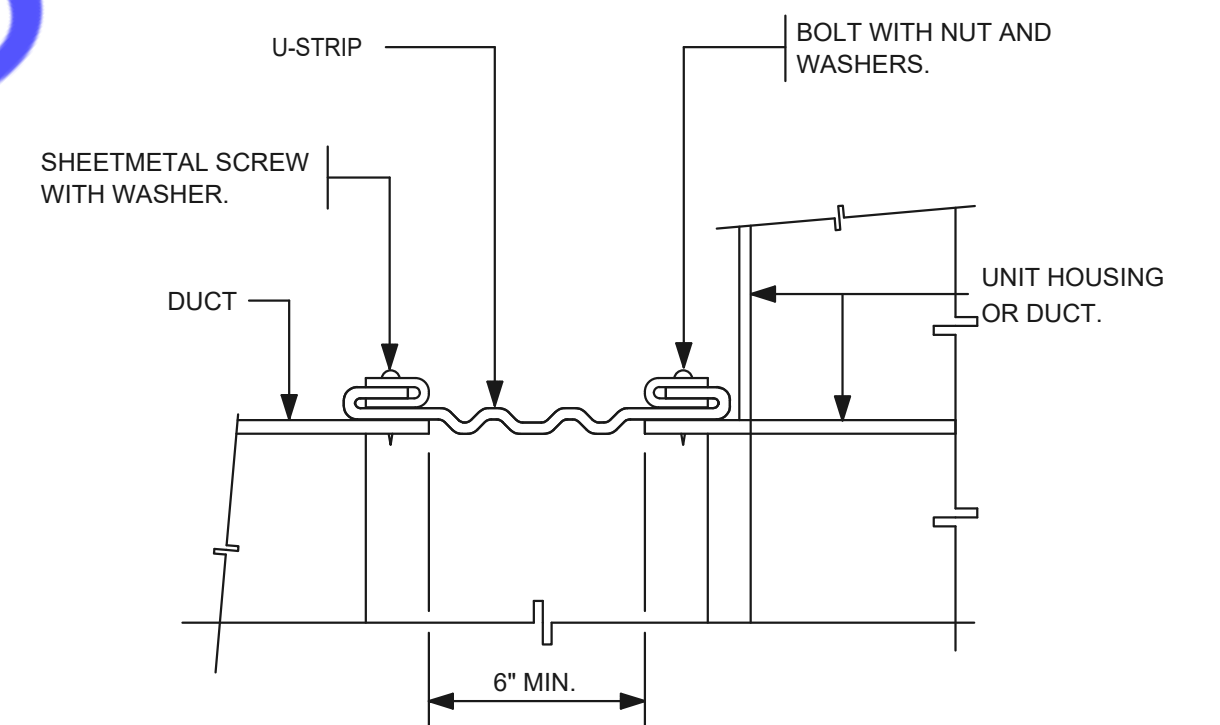 U-STRIP
BOLT WITH NUT AND
WASHERS.
SHEETMETAL SCREW
WITH WASHER.
DUCT
UNIT HOUSING
OR DUCT.
6" MIN.